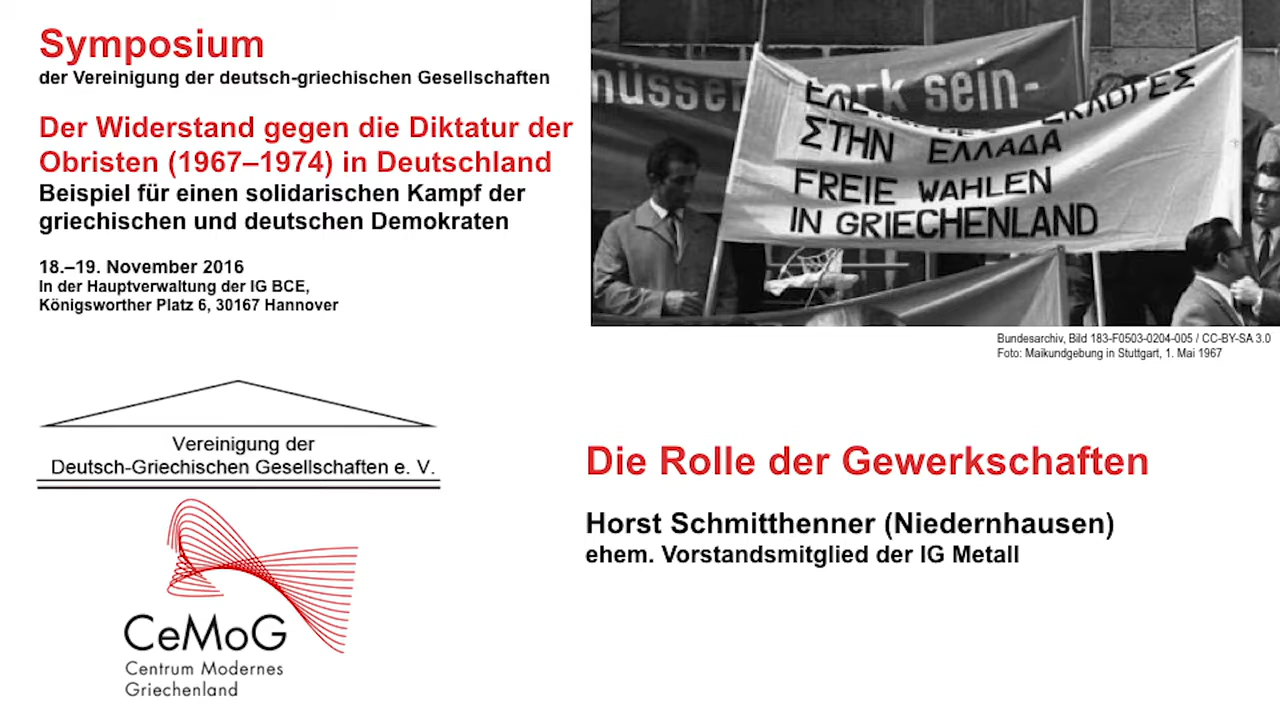 Symposium
der Vereinigung der deutsch-griechischen Gesellschaften
Der Widerstand gegen die Diktatur der
Obristen (1967–1974) in Deutschland
Beispiel für einen solidarischen Kampf der
griechischen und deutschen Demokraten
18.–19. November 2016
In der Hauptverwaltung der IG BCE,
Königsworther Platz 6, 30167 Hannover
müssen sein-
ΣΤΗΝ ΕΛΛΑΔΑ
FREIE WAHLEN
IN GRIECHENLAND
Bundesarchiv, Bild 183-F0503-0204-005 / CC-BY-SA 3.0
Foto: Maikundgebung in Stuttgart, 1. Mai 1967
Vereinigung der
Deutsch-Griechischen Gesellschaften e. V.
CeMoG
Centrum Modernes
Griechenland
Die Rolle der Gewerkschaften
Horst Schmitthenner (Niedernhausen)
ehem. Vorstandsmitglied der IG Metall